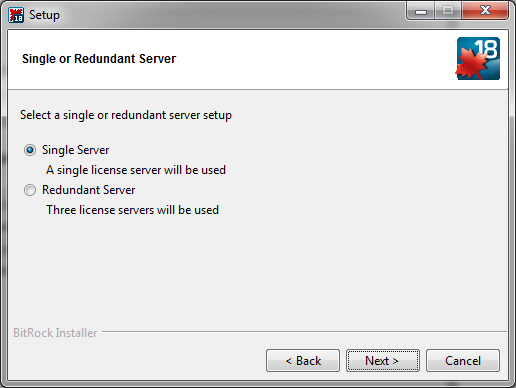 18 Setup
Single or Redundant Server
18
Select a single or redundant server setup
Single Server
A single license server will be used
Redundant Server
Three license servers will be used
BitRock Installer
< Back
Next >
Cancel